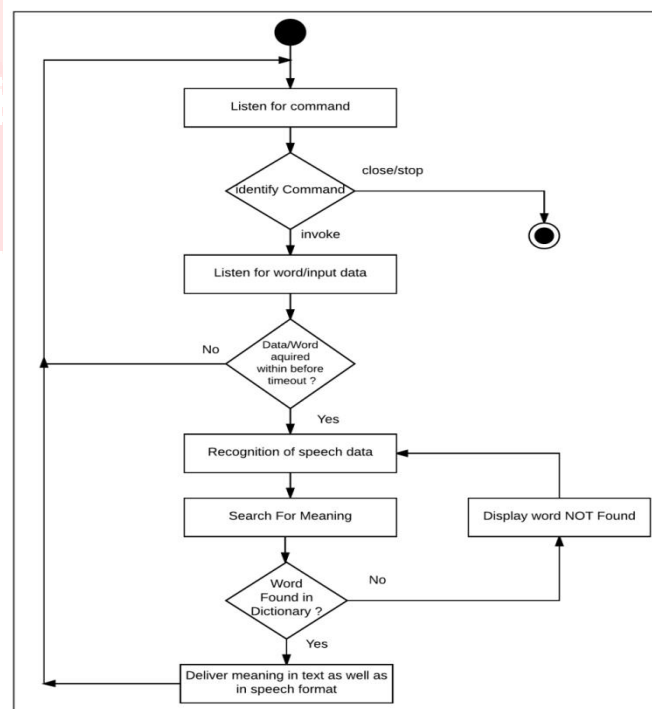 Listen for command
identify Command
close/stop
invoke
Listen for word/input data
Data/Word
aquired
within before
timeout ?
No
Yes
Recognition of speech data
Search For Meaning
Display word NOT Found
Word
Found in
Dictionary ?
No
Yes
Deliver meaning in text as well as
in speech format